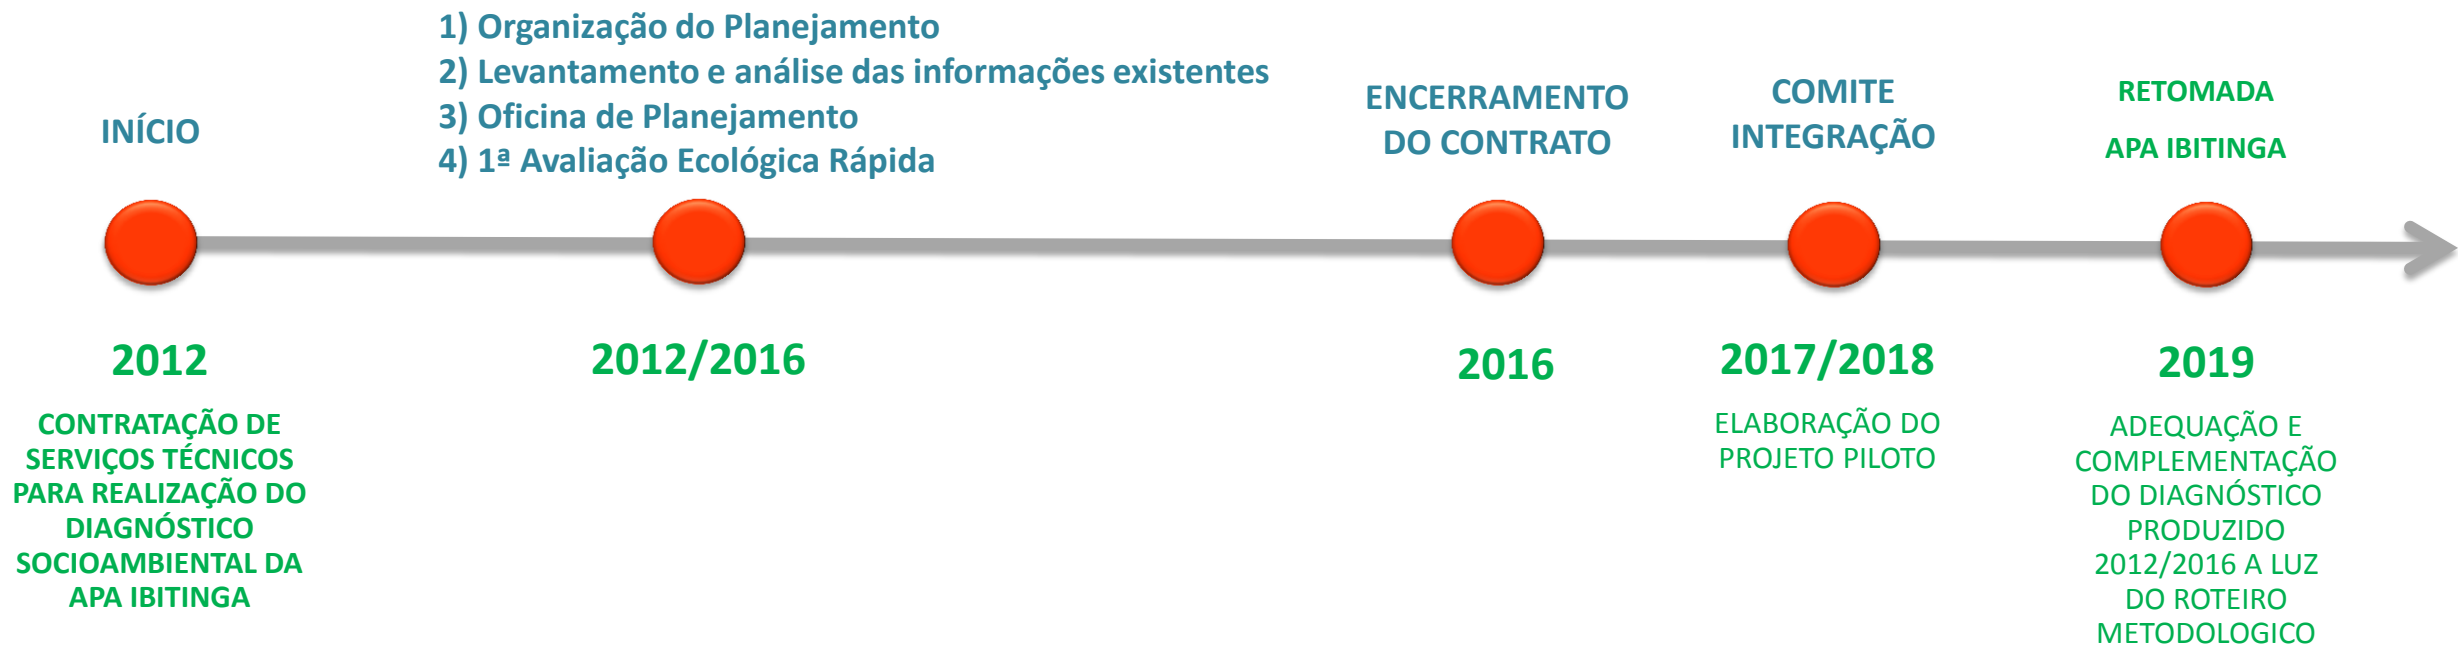 INÍCIO
1) Organização do Planejamento
2) Levantamento e análise das informações existentes
3) Oficina de Planejamento
4) 1ª Avaliação Ecológica Rápida
ENCERRAMENTO
DO CONTRATO
COMITE
INTEGRAÇÃO
RETOMADA
APA IBITINGA
2012
CONTRATAÇÃO DE
SERVIÇOS TÉCNICOS
PARA REALIZAÇÃO DO
DIAGNÓSTICO
SOCIOAMBIENTAL DA
APA IBITINGA
2012/2016
2016
2017/2018
ELABORAÇÃO DO
PROJETO PILOTO
2019
ADEQUAÇÃO E
COMPLEMENTAÇÃO
DO DIAGNÓSTICO
PRODUZIDO
2012/2016 A LUZ
DO ROTEIRO
METODOLOGICO